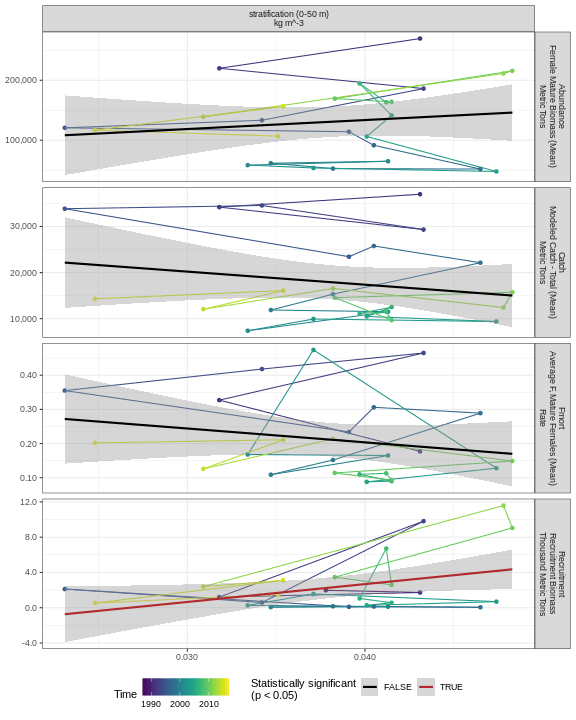 stratification (0-50 m)
kg m^-3
200,000
100,000
Abundance
Female Mature Biomass (Mean)
Metric Tons
30,000
20,000
10,000
Catch
Modeled Catch - Total (Mean)
Metric Tons
0.40
0.30
0.20
0.10
Fmort
Average F, Mature Females (Mean)
Rate
12.0
8.0
4.0
0.0
-4.0
Recruitment
Recruitment Biomass
Thousand Metric Tons
0.030
0.040
Time
1990
2000
2010
Statistically significant
(p < 0.05)
FALSE
TRUE